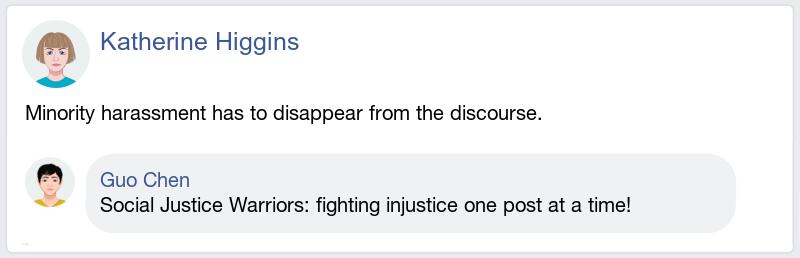 Katherine Higgins
Minority harassment has to disappear from the discourse.
Guo Chen
Social Justice Warriors: fighting injustice one post at a time!